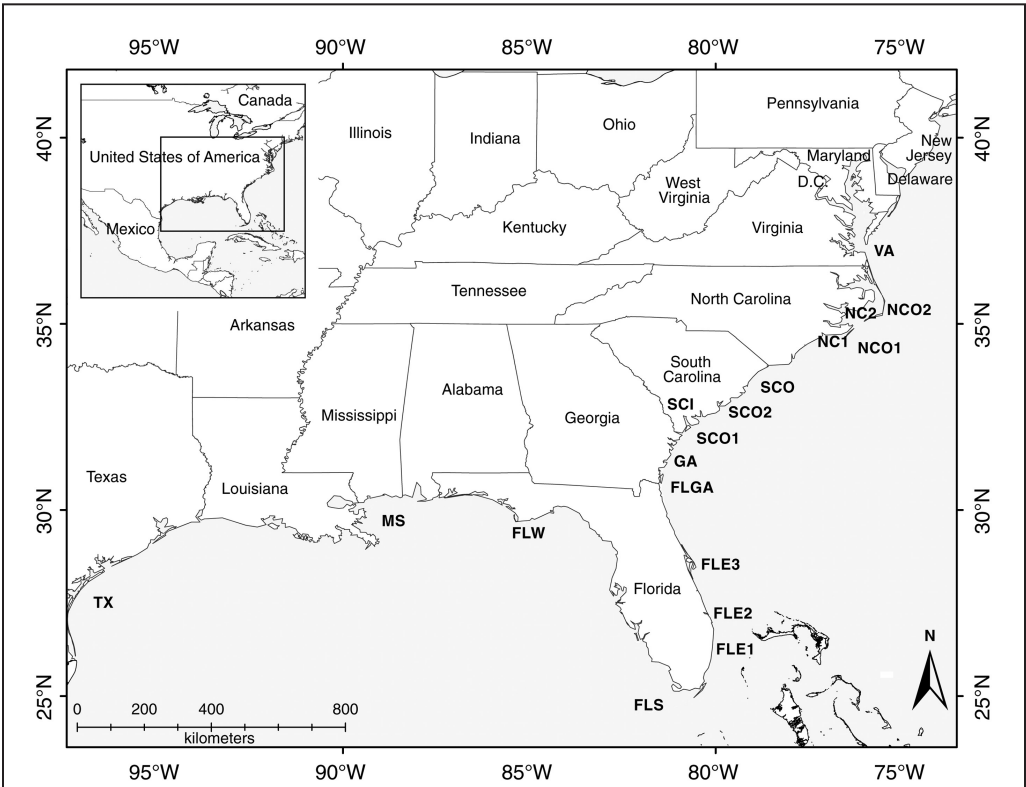 95°W 90°W 85°W 80°W 75°W
40°N
40°N
Canada
United States of America
Mexico
Illinois
Indiana
Ohio
Pennsylvania
New
Jersey
Maryland
Delaware
D.C.
West
Virginia
Kentucky
Virginia
VA
Tennessee
North Carolina
NC2
NCO2
35°N
35°N
Arkansas
NC1
NCO1
South
Carolina
SCO
SCI
SCO2
Mississippi
Alabama
Georgia
SCO1
GA
Texas
Louisiana
FLGA
30°N
30°N
MS
FLW
FLE3
Florida
TX
FLE2
FLE1
N
25°N
25°N
FLS
0 200 400 800
kilometers
95°W 90°W 85°W 80°W 75°W